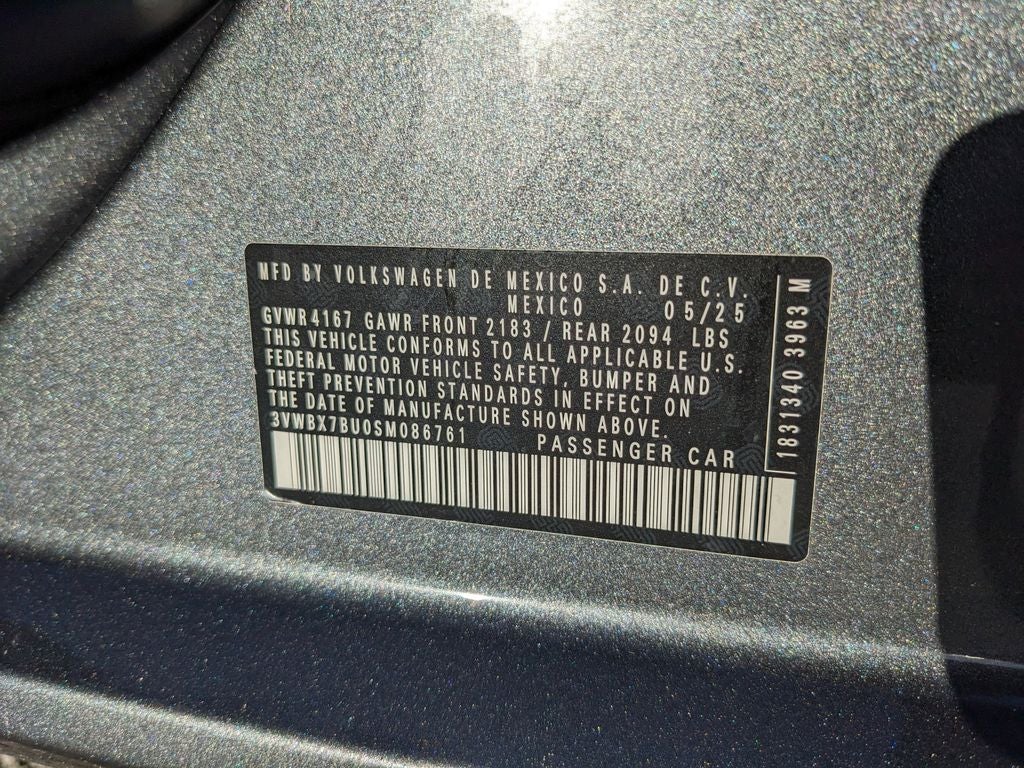 MFD BY VOLKSWAGEN DE MEXICO S.A. DE C.V.
MEXICO 05/25
GVWR 4167 GAWR FRONT 2183 / REAR 2094 LBS
THIS VEHICLE CONFORMS TO ALL APPLICABLE U.S.
FEDERAL MOTOR VEHICLE SAFETY, BUMPER AND
THEFT PREVENTION STANDARDS IN EFFECT ON
THE DATE OF MANUFACTURE SHOWN ABOVE.
3VWBX7BU0SM086761 PASSENGER CAR
1831340 3963 M